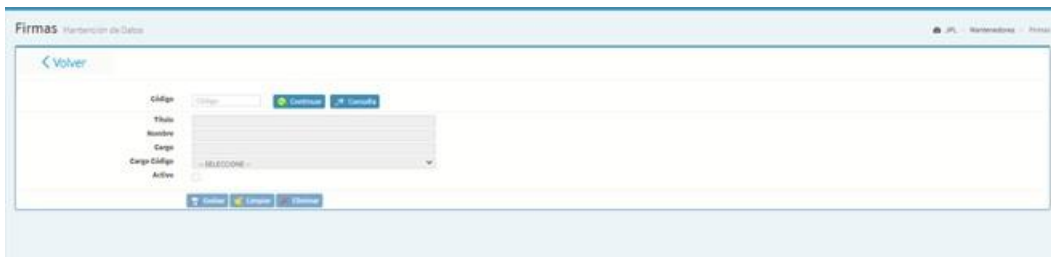 Firmas Mantención de Datos
JPL Mantenedores Firmas
Volver
Código Código Continuar Consulta
Título
Nombre
Cargo
Cargo Código -- SELECCIONE --
Activo
Grabar Limpiar Eliminar